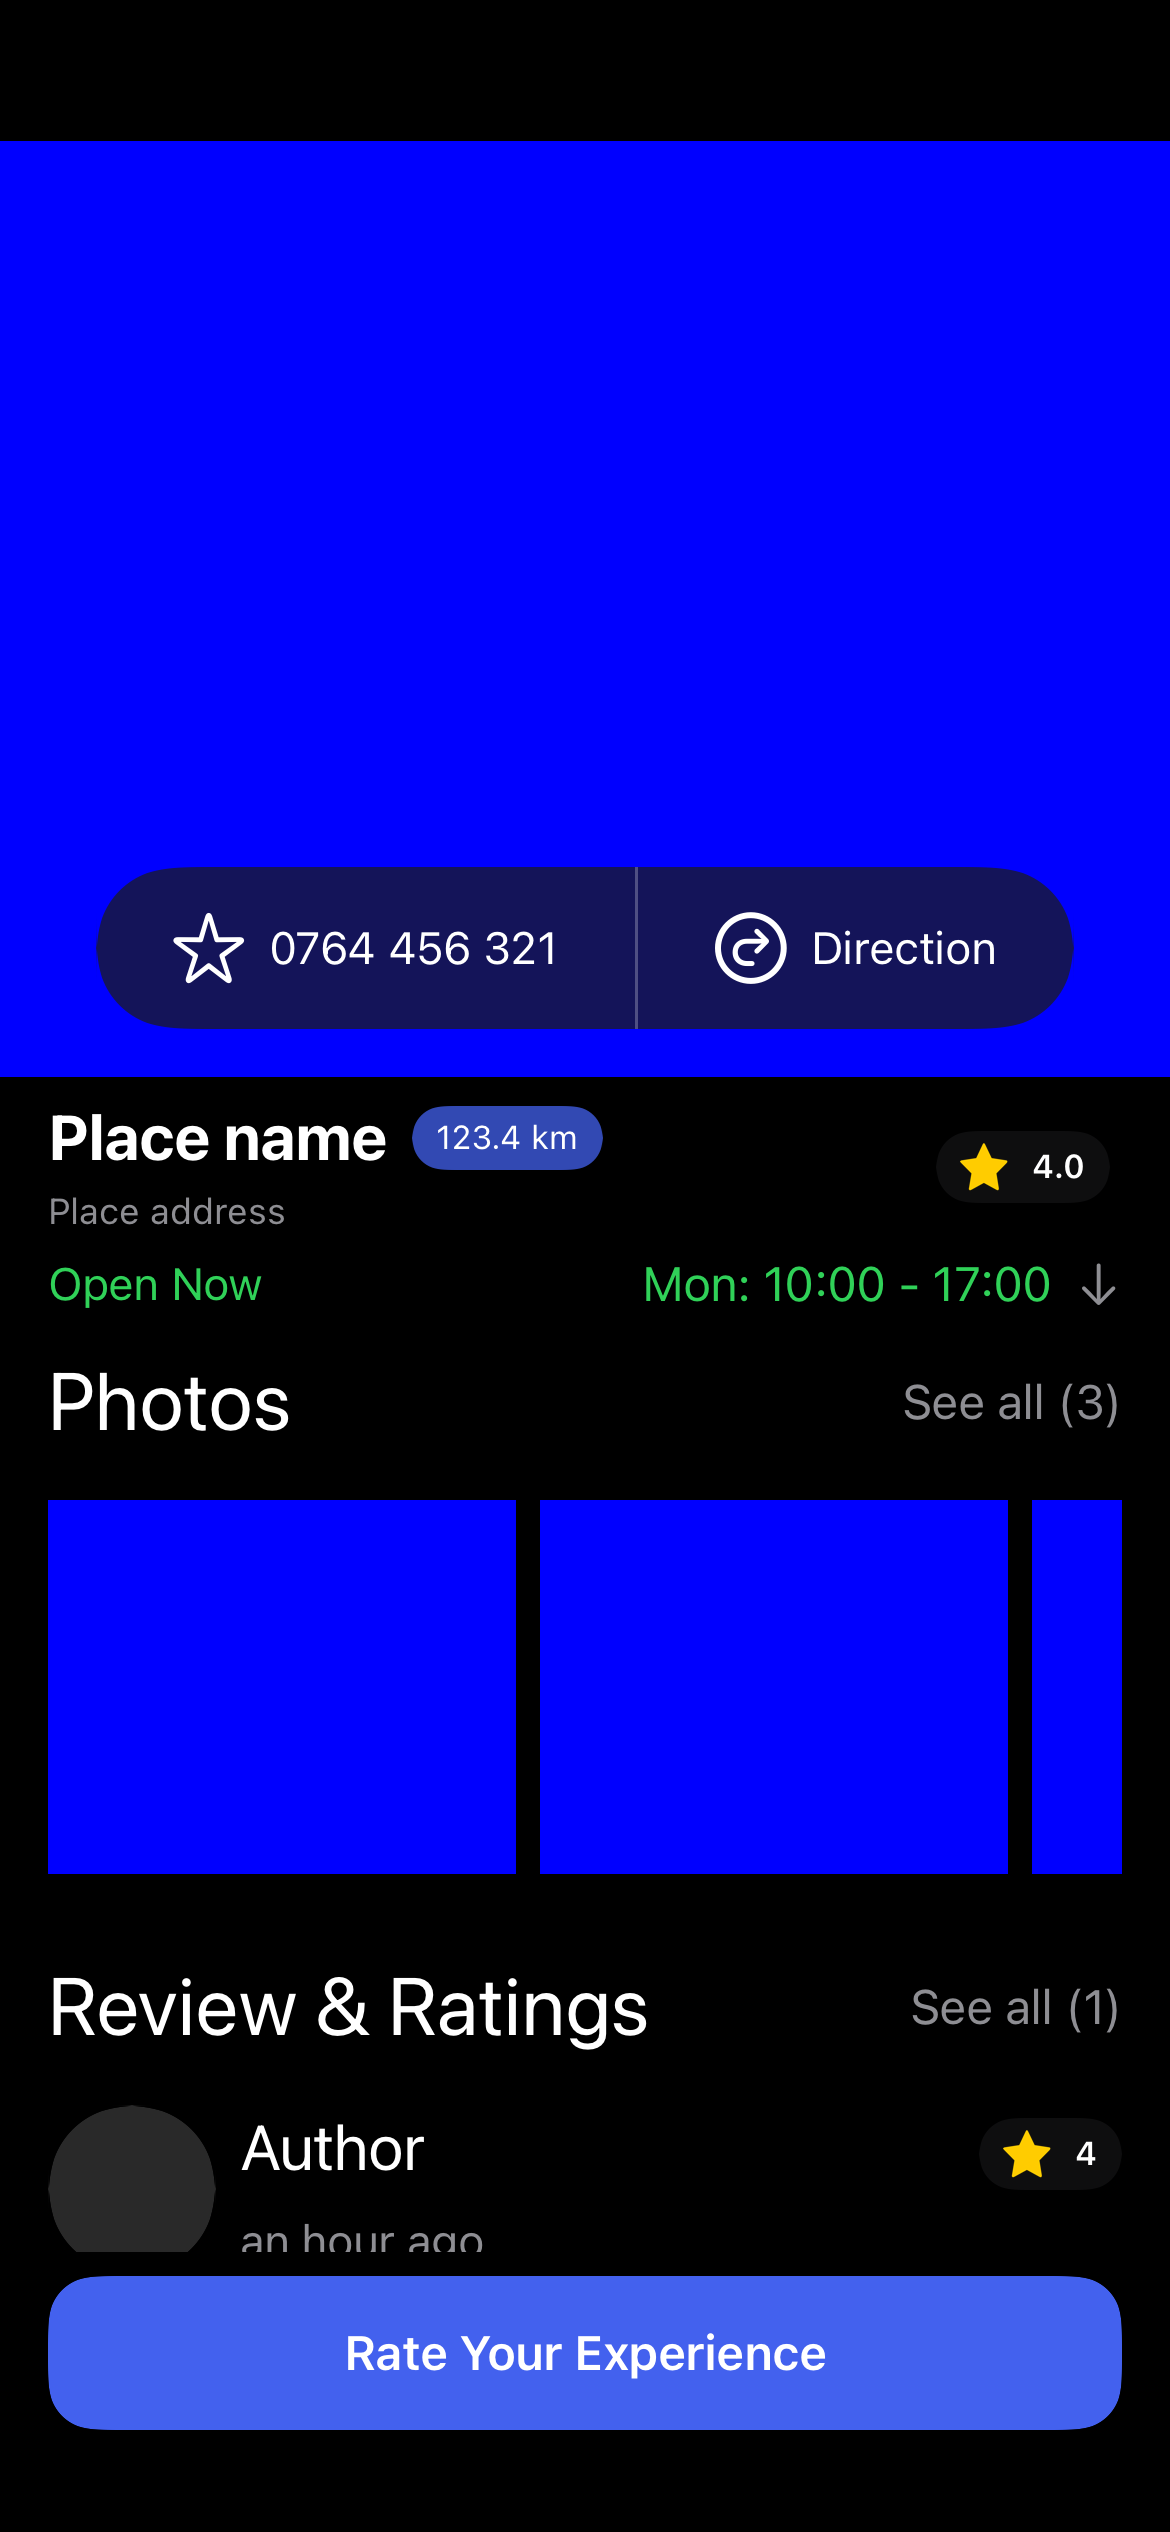 0764 456 321
Direction
Place name
123.4 km
4.0
Place address
Open Now
Mon: 10:00 - 17:00
Photos
See all (3)
Review & Ratings
See all (1)
Author
4
an hour ago
Rate Your Experience